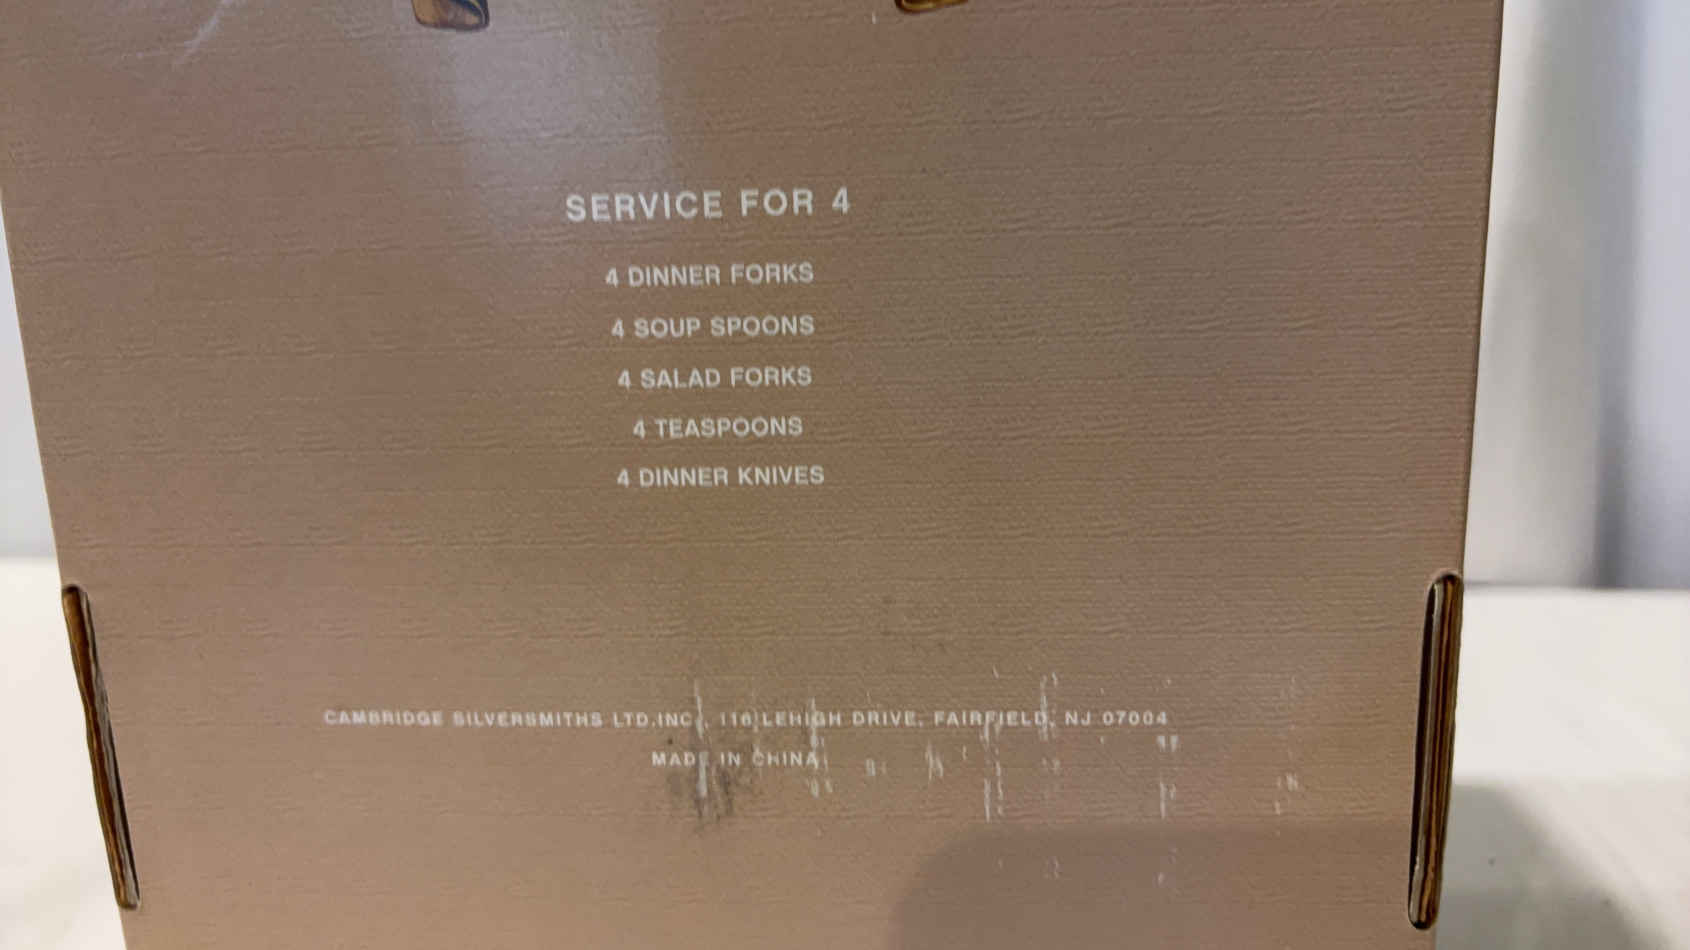 SERVICE FOR 4
4 DINNER FORKS
4 SOUP SPOONS
4 SALAD FORKS
4 TEASPOONS
4 DINNER KNIVES
CAMBRIDGE SILVERSMITHS LTD.INC., 116 LEHIGH DRIVE, FAIRFIELD, NJ 07004
MADE IN CHINA